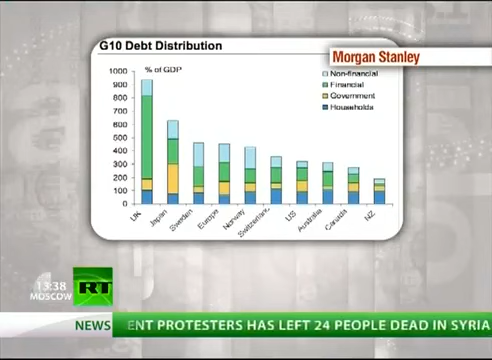 G10 Debt Distribution
Morgan Stanley
% of GDP
Non-financial
Financial
Government
Households
1000
900
800
700
600
500
400
300
200
100
0
UK
Japan
Sweden
Europe
Norway
Switzerland
US
Australia
Canada
NZ
13:38
MOSCOW
RT
NEWS
ENT PROTESTERS HAS LEFT 24 PEOPLE DEAD IN SYRIA